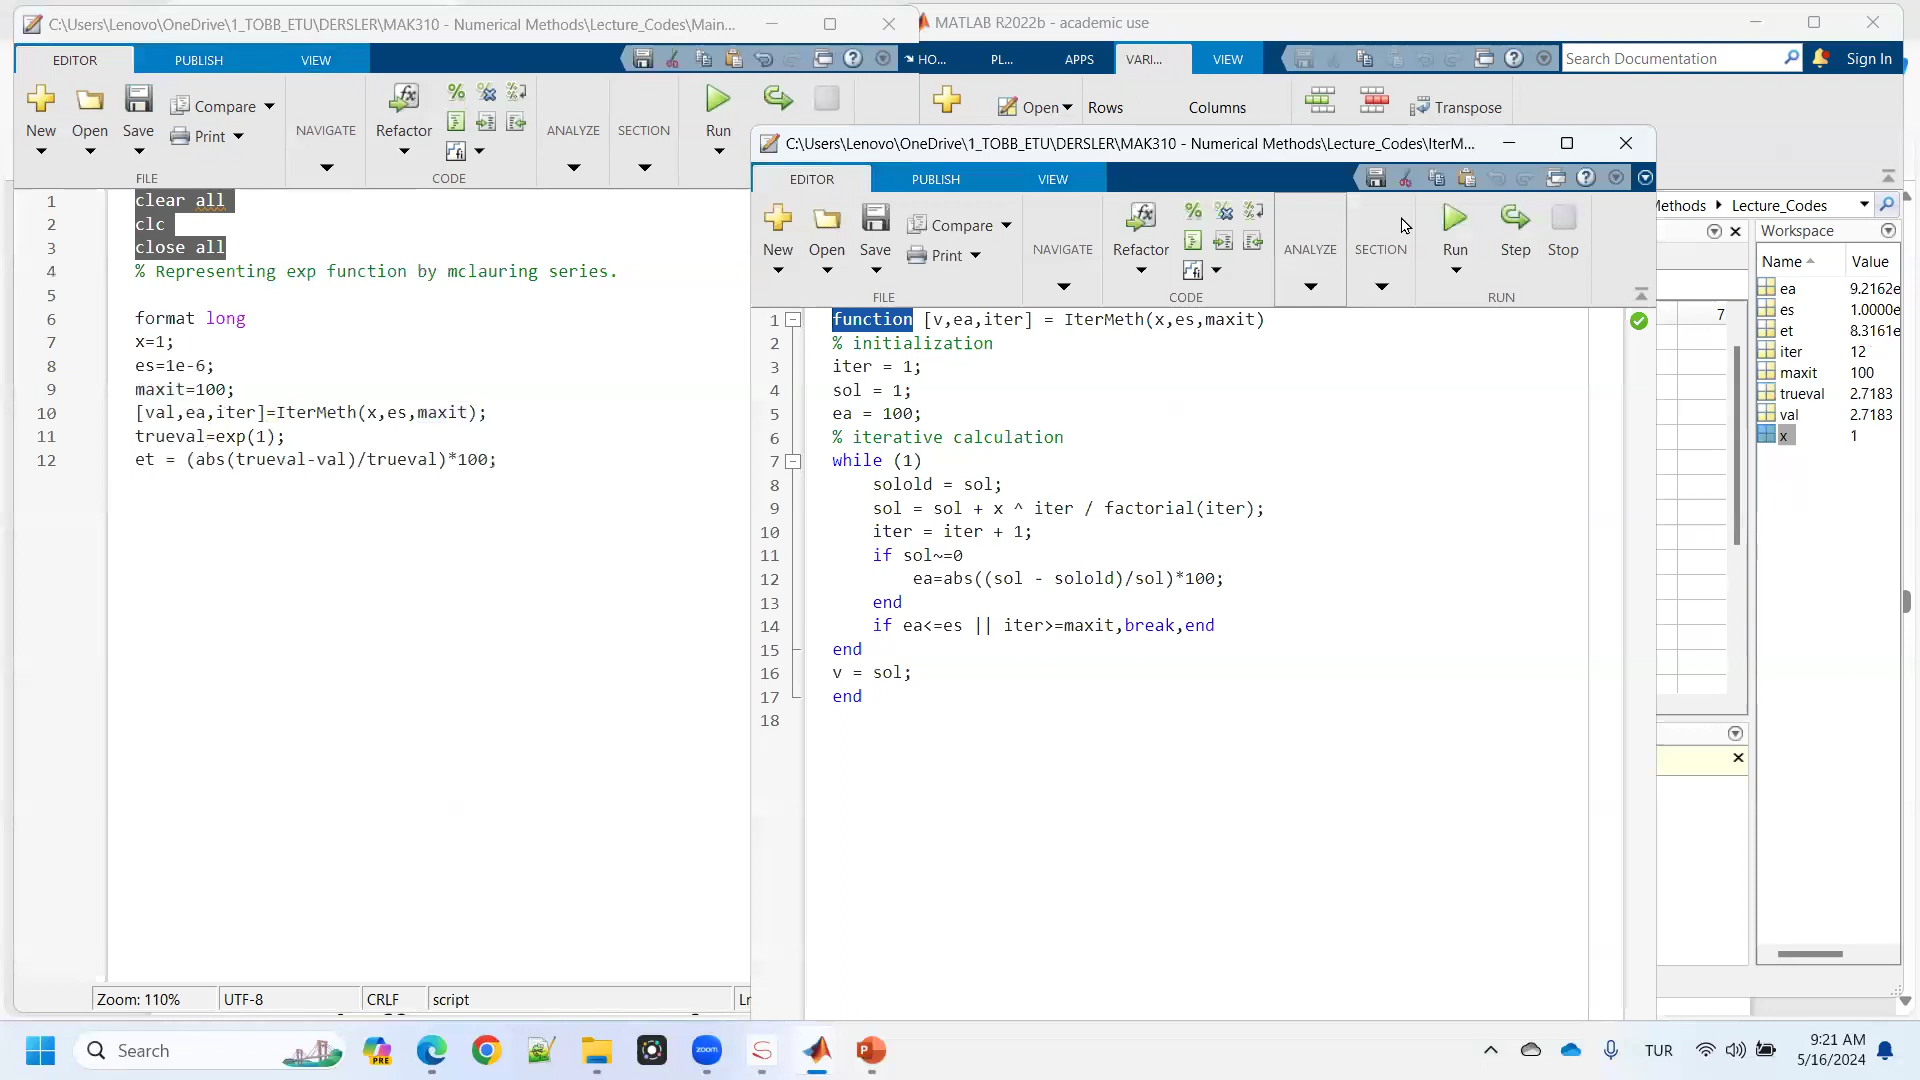 C:\Users\Lenovo\OneDrive\1_TOBB_ETU\DERSLER\MAK310 - Numerical Methods\Lecture_Codes\Main...
MATLAB R2022b - academic use
EDITOR
PUBLISH
VIEW
HO...
PL...
APPS
VARI...
VIEW
Search Documentation
Sign In
New
Open
Save
Compare
Print
NAVIGATE
Refactor
ANALYZE
SECTION
Run
FILE
CODE
Open
Rows
Columns
Transpose
1 clear all
2 clc
3 close all
4 % Representing exp function by mclauring series.
5
6 format long
7 x=1;
8 es=1e-6;
9 maxit=100;
10 [val,ea,iter]=IterMeth(x,es,maxit);
11 trueval=exp(1);
12 et = (abs(trueval-val)/trueval)*100;
Zoom: 110%
UTF-8
CRLF
script
C:\Users\Lenovo\OneDrive\1_TOBB_ETU\DERSLER\MAK310 - Numerical Methods\Lecture_Codes\IterM...
EDITOR
PUBLISH
VIEW
New
Open
Save
Compare
Print
NAVIGATE
Refactor
ANALYZE
SECTION
Run
Step
Stop
FILE
CODE
RUN
1 function [v,ea,iter] = IterMeth(x,es,maxit)
2 % initialization
3 iter = 1;
4 sol = 1;
5 ea = 100;
6 % iterative calculation
7 while (1)
8 solold = sol;
9 sol = sol + x ^ iter / factorial(iter);
10 iter = iter + 1;
11 if sol~=0
12 ea=abs((sol - solold)/sol)*100;
13 end
14 if ea<=es || iter>=maxit,break,end
15 end
16 v = sol;
17 end
18
Lecture_Codes
7
Workspace
Name Value
ea 9.2162e
es 1.0000e
et 8.3161e
iter 12
maxit 100
trueval 2.7183
val 2.7183
x 1
Search
PRE
zoom
TUR
9:21 AM
5/16/2024